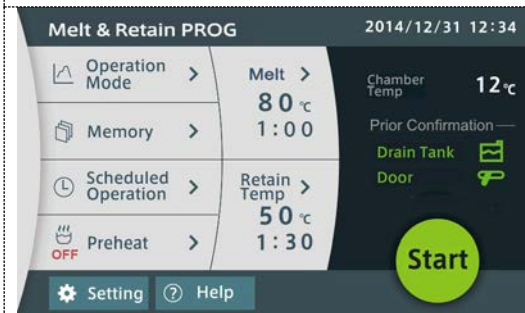 Melt & Retain PROG
2014/12/31 12:34
Operation
Mode
Memory
Scheduled
Operation
OFF
Preheat
Melt
80℃
1:00
Retain
Temp
50℃
1:30
Chamber
Temp
12℃
Prior Confirmation
Drain Tank
Door
Start
Setting
Help